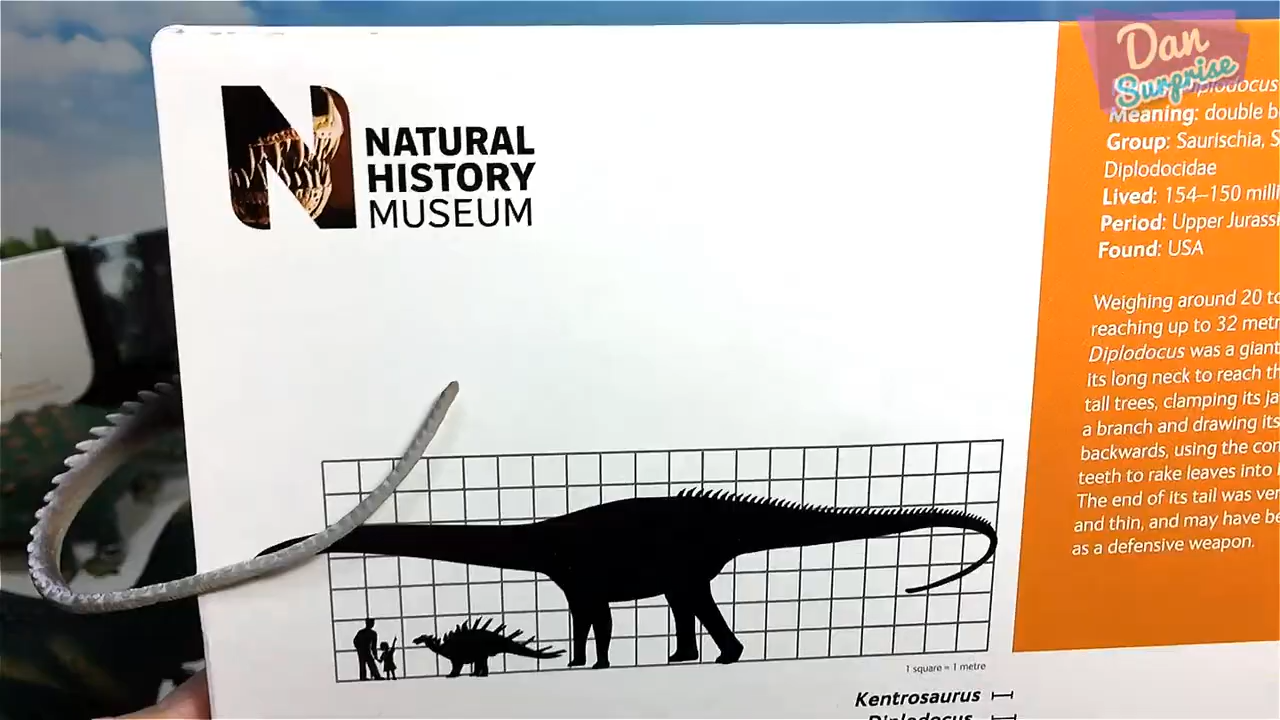 Dan
Surprise
NATURAL
HISTORY
MUSEUM
Diplodocus
Meaning: double b
Group: Saurischia, S
Diplodocidae
Lived: 154–150 milli
Period: Upper Jurassi
Found: USA
Weighing around 20 to
reaching up to 32 metr
Diplodocus was a giant
its long neck to reach th
tall trees, clamping its ja
a branch and drawing its
backwards, using the com
teeth to rake leaves into
The end of its tail was ver
and thin, and may have be
as a defensive weapon.
1 square = 1 metre
Kentrosaurus
Diplodocus